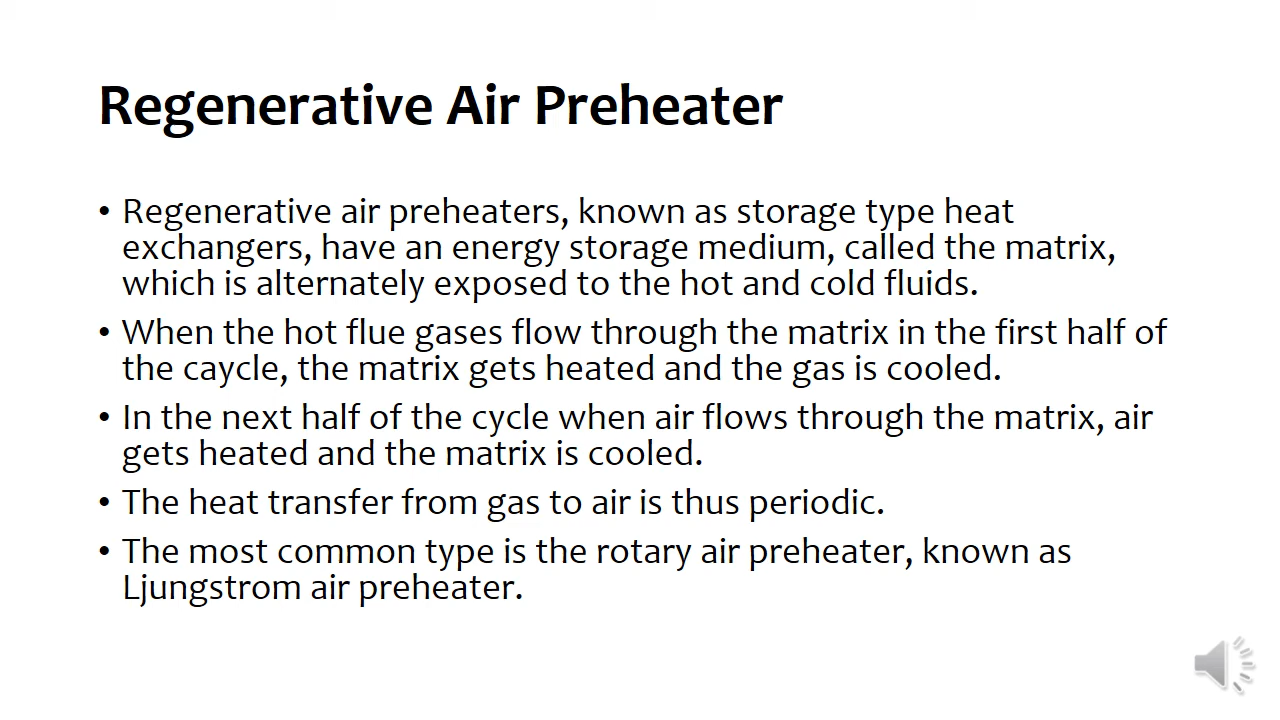 Regenerative Air Preheater
• Regenerative air preheaters, known as storage type heat
exchangers, have an energy storage medium, called the matrix,
which is alternately exposed to the hot and cold fluids.
• When the hot flue gases flow through the matrix in the first half of
the caycle, the matrix gets heated and the gas is cooled.
• In the next half of the cycle when air flows through the matrix, air
gets heated and the matrix is cooled.
• The heat transfer from gas to air is thus periodic.
• The most common type is the rotary air preheater, known as
Ljungstrom air preheater.